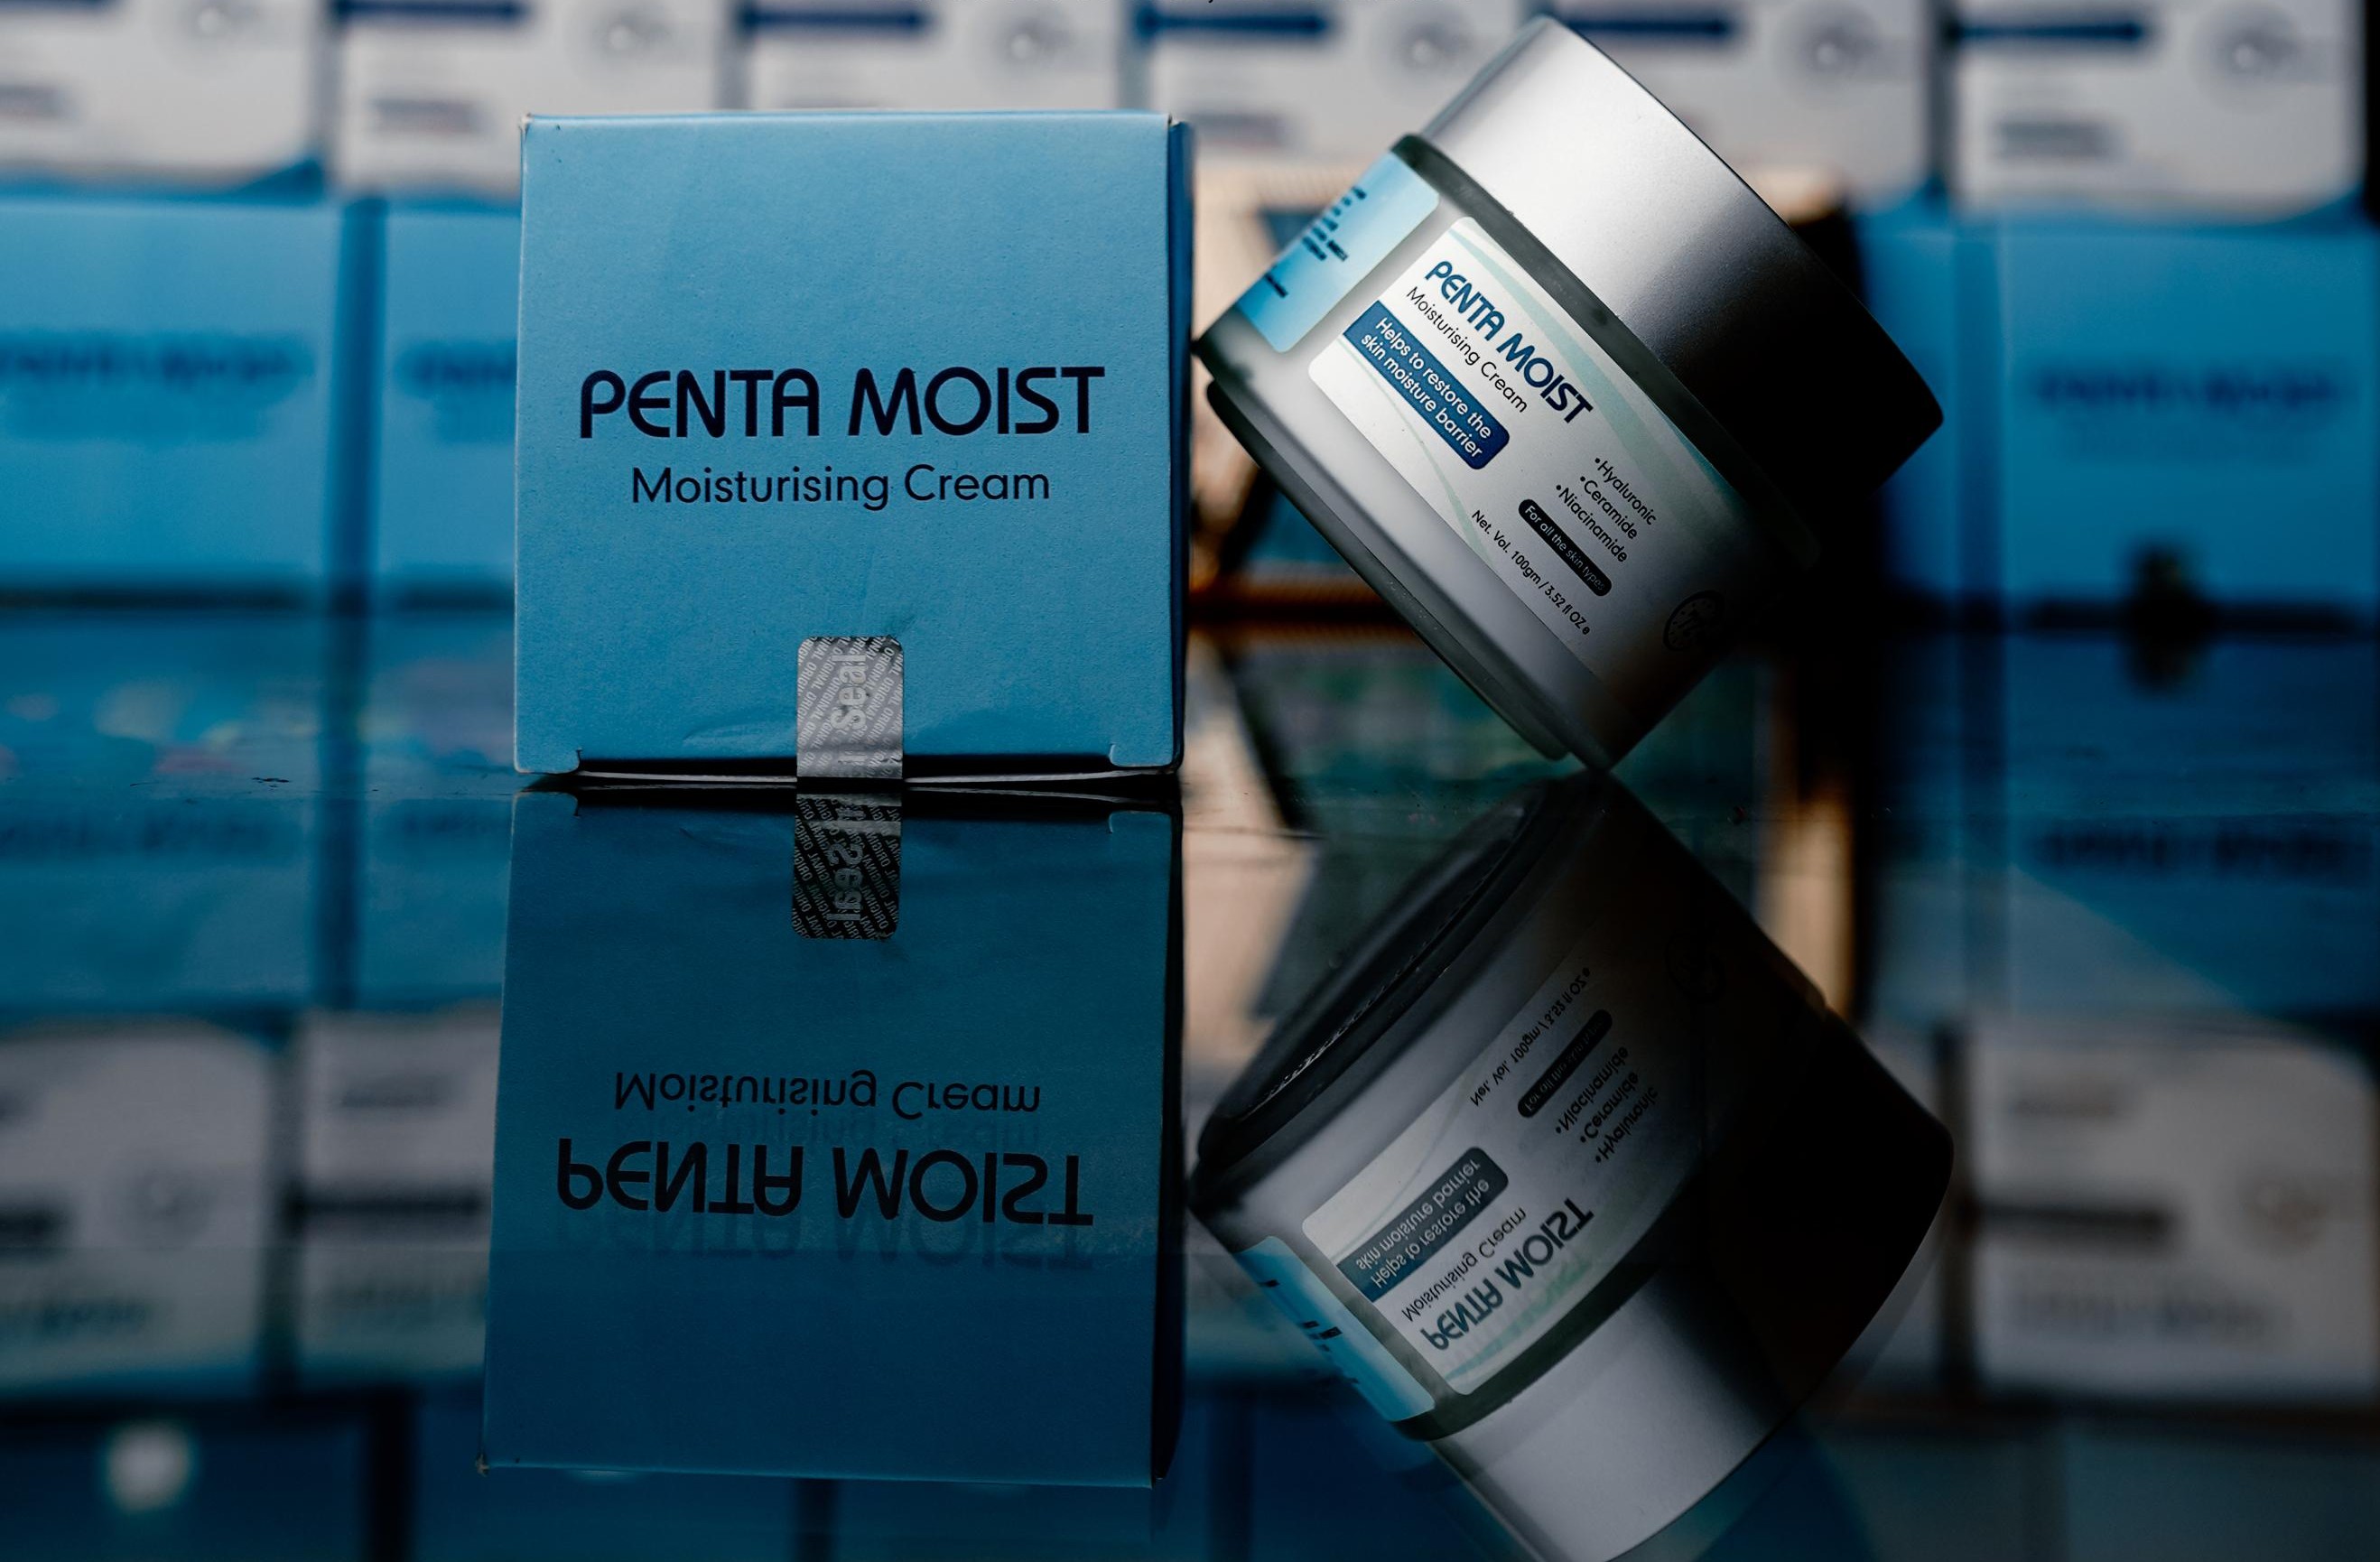 PENTA MOIST
Moisturising Cream
Seal
ORIGINAL
PENTA MOIST
Moisturising Cream
Helps to restore the
skin moisture barrier
•Hyaluronic
•Ceramide
•Niacinamide
For all the skin types
Net. Vol. 100gm / 3.52 fl OZ e